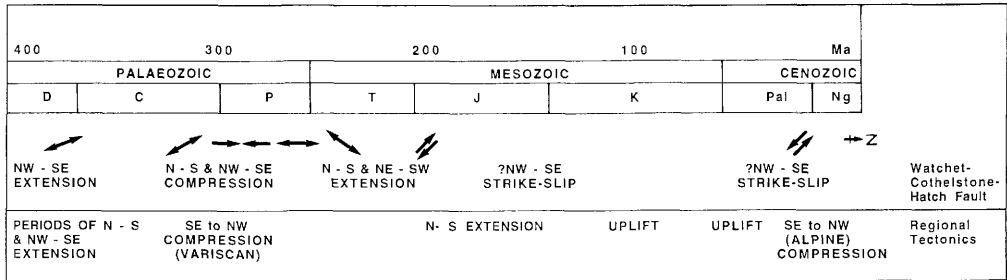 400 300 200 100 Ma
PALAEOZOIC MESOZOIC CENOZOIC
D C P T J K Pal Ng
Z
NW - SE N - S & NW - SE N - S & NE - SW ?NW - SE ?NW - SE Watchet-
EXTENSION COMPRESSION EXTENSION STRIKE-SLIP STRIKE-SLIP Cothelstone-
Hatch Fault
PERIODS OF N - S SE to NW N- S EXTENSION UPLIFT UPLIFT SE to NW Regional
& NW - SE COMPRESSION (ALPINE) Tectonics
EXTENSION (VARISCAN) COMPRESSION